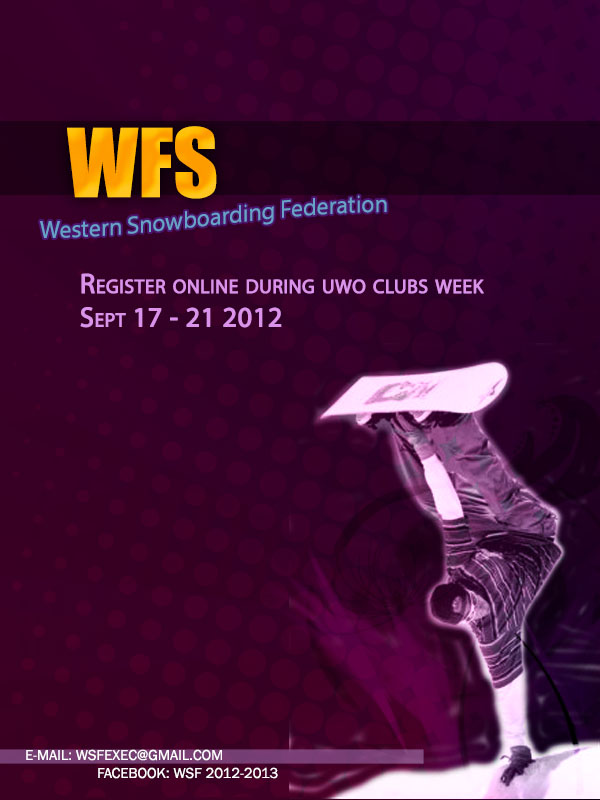 WFS
Western Snowboarding Federation
Register online during uwo clubs week
Sept 17 - 21 2012
E-MAIL: WSFEXEC@GMAIL.COM
FACEBOOK: WSF 2012-2013